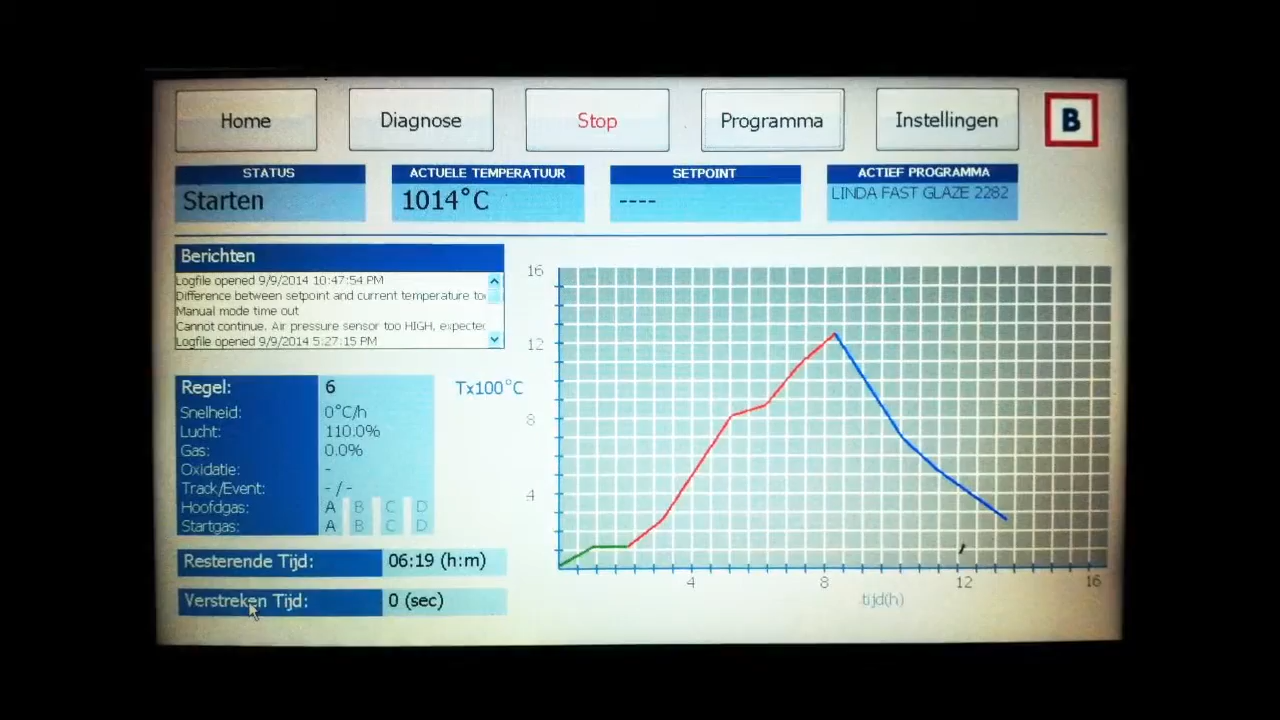 Home
Diagnose
Stop
Programma
Instellingen
B
STATUS
Starten
ACTUELE TEMPERATUUR
1014°C
SETPOINT
----
ACTIEF PROGRAMMA
LINDA FAST GLAZE 2282
Berichten
Logfile opened 9/9/2014 10:47:54 PM
Difference between setpoint and current temperature to
Manual mode time out
Cannot continue. Air pressure sensor too HIGH, expected
Logfile opened 9/9/2014 5:27:15 PM
Regel: 6
Snelheid: 0°C/h
Lucht: 110.0%
Gas: 0.0%
Oxidatie: -
Track/Event: - / -
Hoofdgas: A B C D
Startgas: A B C D
Resterende Tijd: 06:19 (h:m)
Verstreken Tijd: 0 (sec)
Tx100°C
16
12
8
4
4 8 12 16
tijd(h)